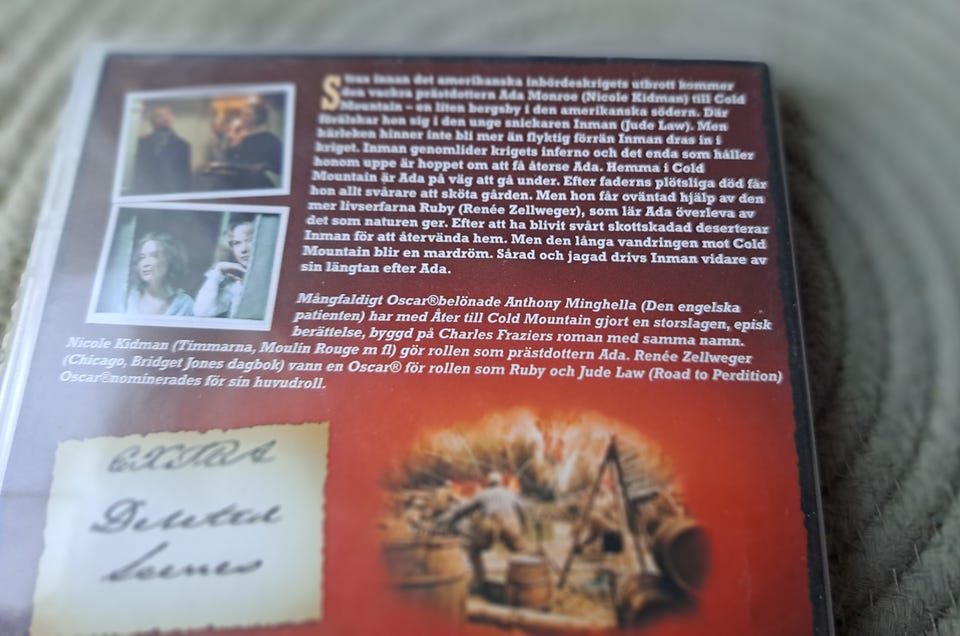 Strax innan det amerikanska inbördeskrigets utbrott kommer
den vackra prästdottern Ada Monroe (Nicole Kidman) till Cold
Mountain – en liten bergsby i den amerikanska södern. Där
förälskar hon sig i den unge snickaren Inman (Jude Law). Men
kärleken hinner inte bli mer än flyktig förrän Inman dras in i
kriget. Inman genomlider krigets inferno och det enda som håller
honom uppe är hoppet om att få återse Ada. Hemma i Cold
Mountain är Ada på väg att gå under. Efter faderns plötsliga död får
hon allt svårare att sköta gården. Men hon får oväntad hjälp av den
mer livserfarna Ruby (Renée Zellweger), som lär Ada överleva av
det som naturen ger. Efter att ha blivit svårt skottskadad deserterar
Inman för att återvända hem. Men den långa vandringen mot Cold
Mountain blir en mardröm. Sårad och jagad drivs Inman vidare av
sin längtan efter Ada.
Mångfaldigt Oscar®belönade Anthony Minghella (Den engelska
patienten) har med Åter till Cold Mountain gjort en storslagen, episk
berättelse, byggd på Charles Fraziers roman med samma namn.
Nicole Kidman (Timmarna, Moulin Rouge m fl) gör rollen som prästdottern Ada. Renée Zellweger
(Chicago, Bridget Jones dagbok) vann en Oscar® för rollen som Ruby och Jude Law (Road to Perdition)
Oscar®nominerades för sin huvudroll.
EXTRA
Deleted
Scenes